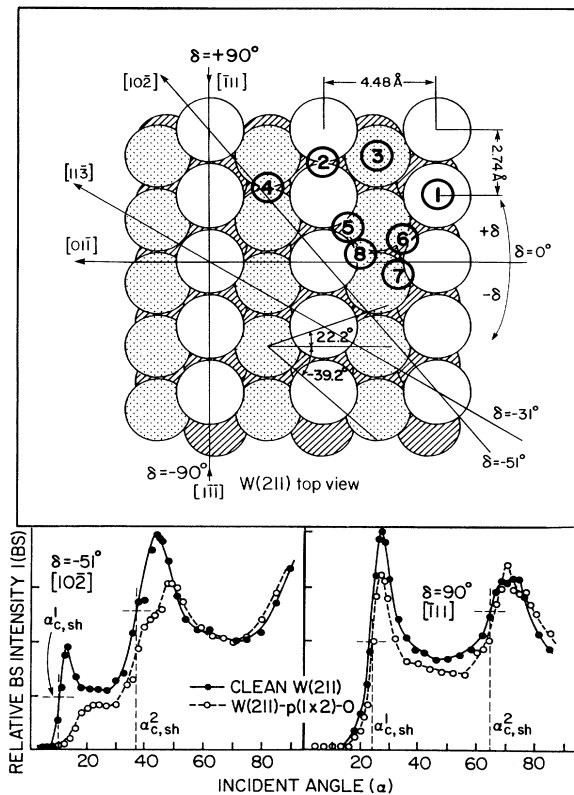 δ=+90°
[102̄]
[1̄11]
4.48 Å
2.74 Å
[113̄]
[011̄]
1
2
3
4
5
6
7
8
+δ
δ=0°
-δ
22.2°
-39.2°
δ=-31°
δ=-51°
δ=-90°
[11̄1̄]
W(211) top view
RELATIVE BS INTENSITY I(BS)
δ=-51°
[102̄]
α¹c,sh
α²c,sh
δ=90°
[1̄11]
CLEAN W(211)
W(211)-p(1x2)-O
α¹c,sh
α²c,sh
0 20 40 60 80 0 20 40 60 80
INCIDENT ANGLE (α)